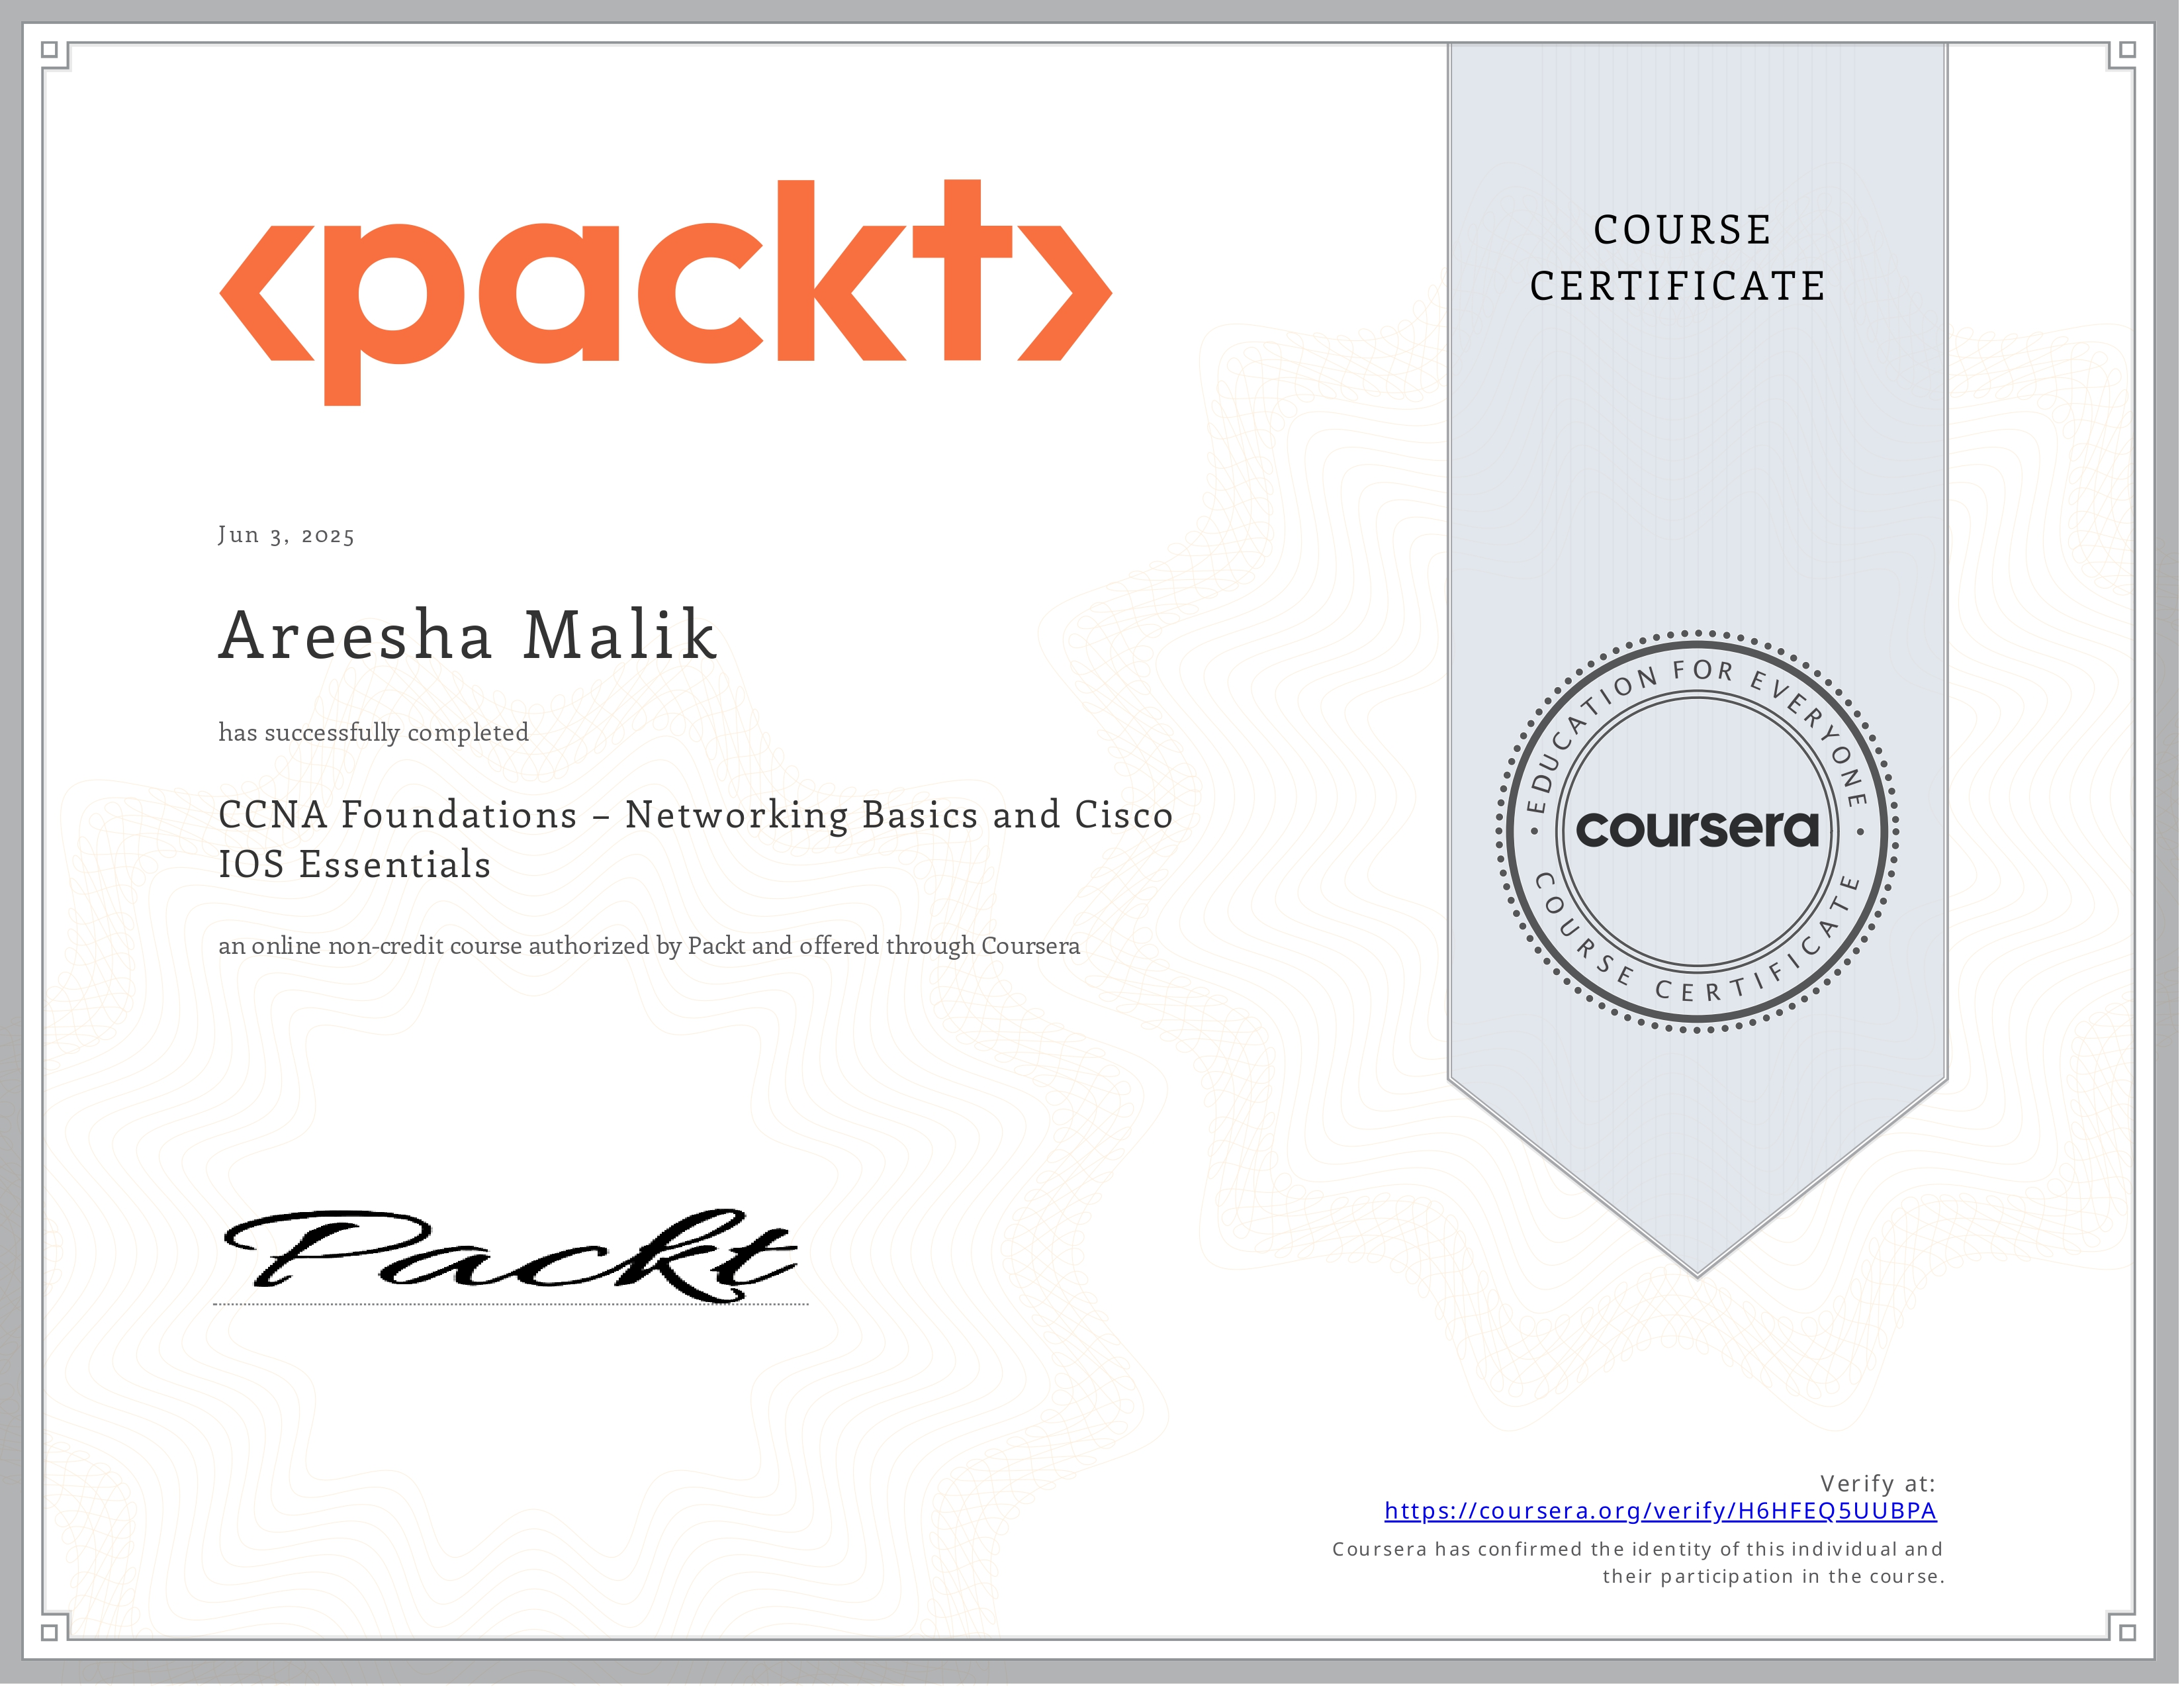 <packt>
COURSE
CERTIFICATE
Jun 3, 2025
Areesha Malik
has successfully completed
CCNA Foundations – Networking Basics and Cisco
IOS Essentials
an online non-credit course authorized by Packt and offered through Coursera
EDUCATION FOR EVERYONE
coursera
COURSE CERTIFICATE
Packt
Verify at:
https://coursera.org/verify/H6HFEQ5UUBPA
Coursera has confirmed the identity of this individual and
their participation in the course.